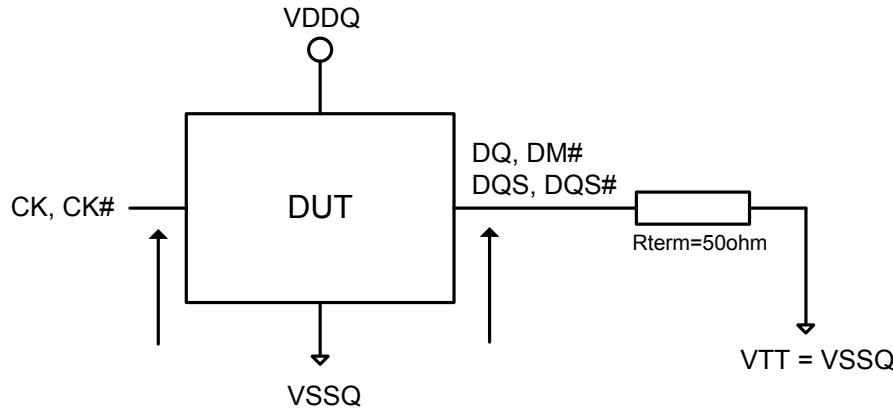 VDDQ
DQ, DM#
DQS, DQS#
CK, CK#
DUT
Rterm=50ohm
VTT = VSSQ
VSSQ